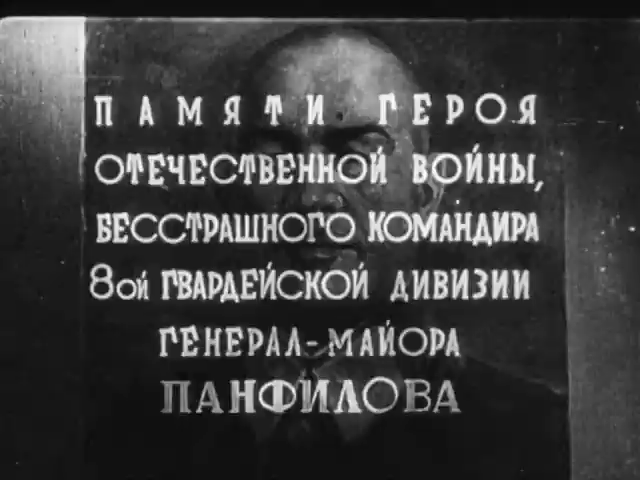 ПАМЯТИ ГЕРОЯ
ОТЕЧЕСТВЕННОЙ ВОЙНЫ,
БЕССТРАШНОГО КОМАНДИРА
8ой ГВАРДЕЙСКОЙ ДИВИЗИИ
ГЕНЕРАЛ-МАЙОРА
ПАНФИЛОВА